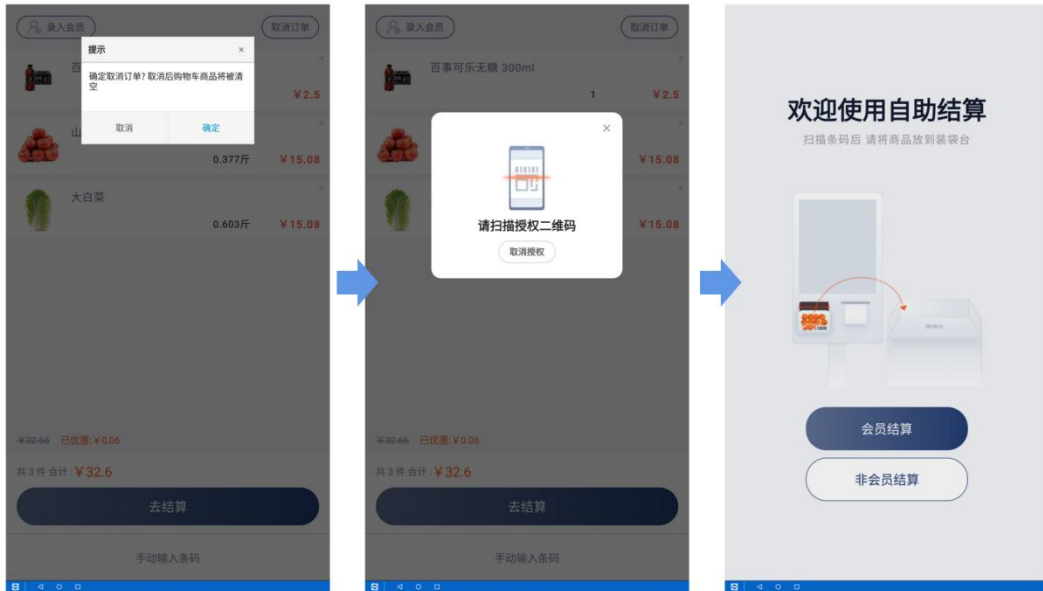 录入会员
取消订单
提示
×
确定取消订单? 取消后购物车商品将被清
空
取消
确定
百
¥2.5
山
0.377斤
¥15.08
大白菜
0.603斤
¥15.08
¥32.66 已优惠:¥0.06
共3件 合计:¥32.6
去结算
手动输入条码
录入会员
取消订单
百事可乐无糖 300ml
1
¥2.5
×
¥15.08
请扫描授权二维码
取消授权
¥15.08
¥32.66 已优惠:¥0.06
共3件 合计:¥32.6
去结算
手动输入条码
欢迎使用自助结算
扫描条码后 请将商品放到装袋台
会员结算
非会员结算